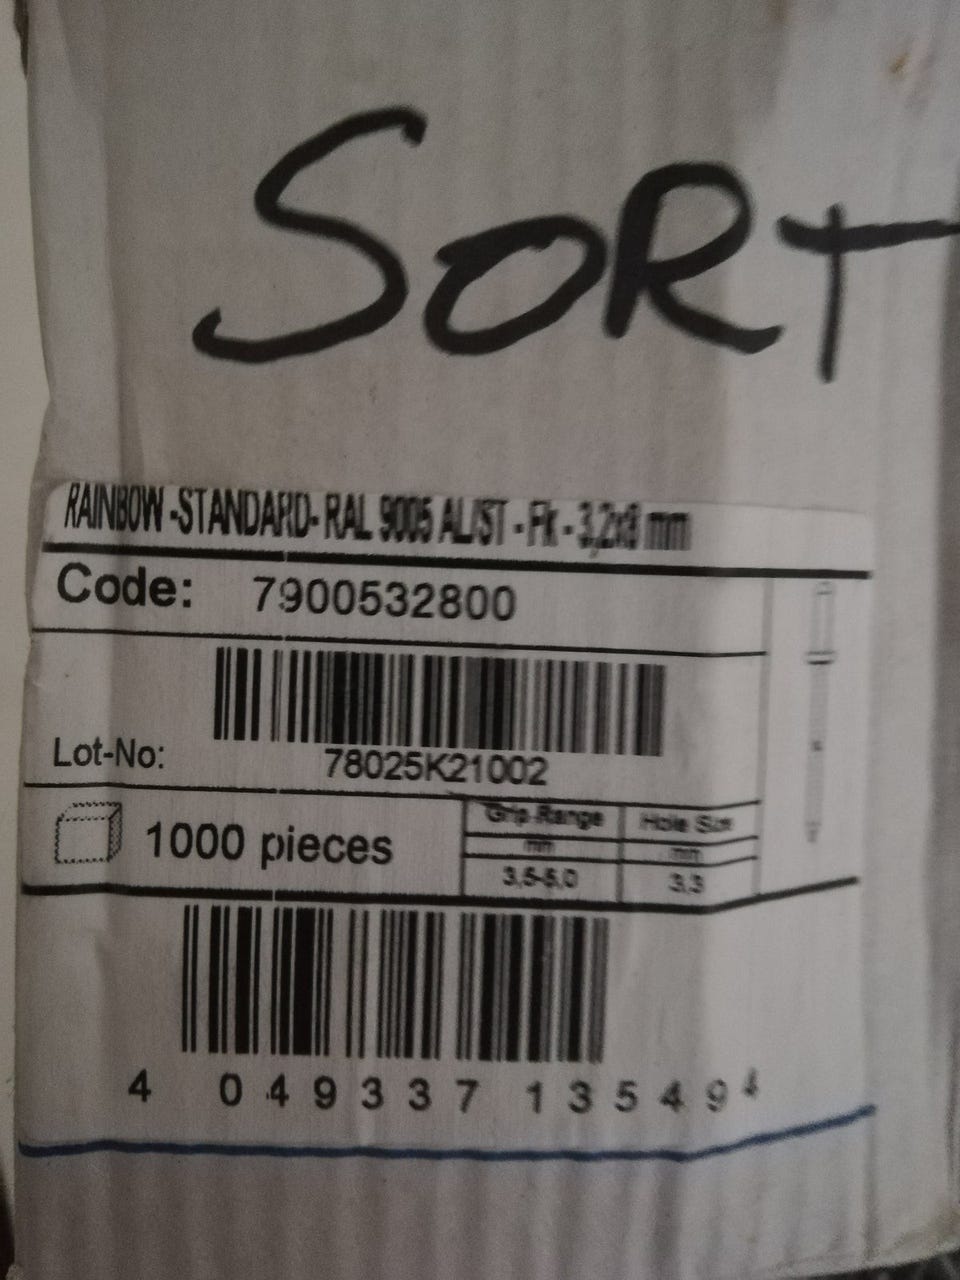 SORT
RAINBOW -STANDARD- RAL 9005 AL/ST - Fk - 3,2x8 mm
Code: 7900532800
Lot-No: 78025K21002
1000 pieces
Grip Range Hole Size
mm mm
3,5-5,0 3,3
4 049337 135494